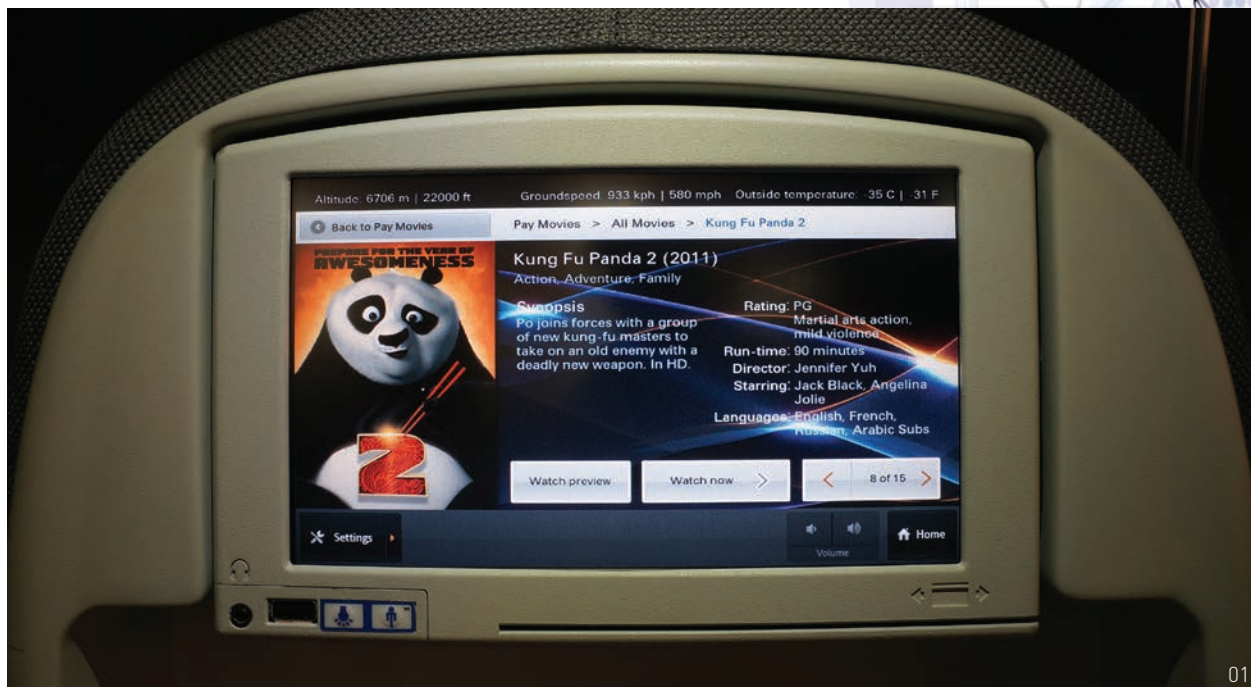 Altitude: 6706 m | 22000 ft Groundspeed: 933 kph | 580 mph Outside temperature: -35 C | -31 F
Back to Pay Movies Pay Movies > All Movies > Kung Fu Panda 2
PREPARE FOR THE YEAR OF
AWESOMENESS
2
Kung Fu Panda 2 (2011)
Action, Adventure, Family
Synopsis
Po joins forces with a group
of new kung-fu masters to
take on an old enemy with a
deadly new weapon. In HD.
Rating: PG
Martial arts action,
mild violence
Run-time: 90 minutes
Director: Jennifer Yuh
Starring: Jack Black, Angelina
Jolie
Languages: English, French,
Russian, Arabic Subs
Watch preview Watch now > < 8 of 15 >
Settings Home
Volume
01